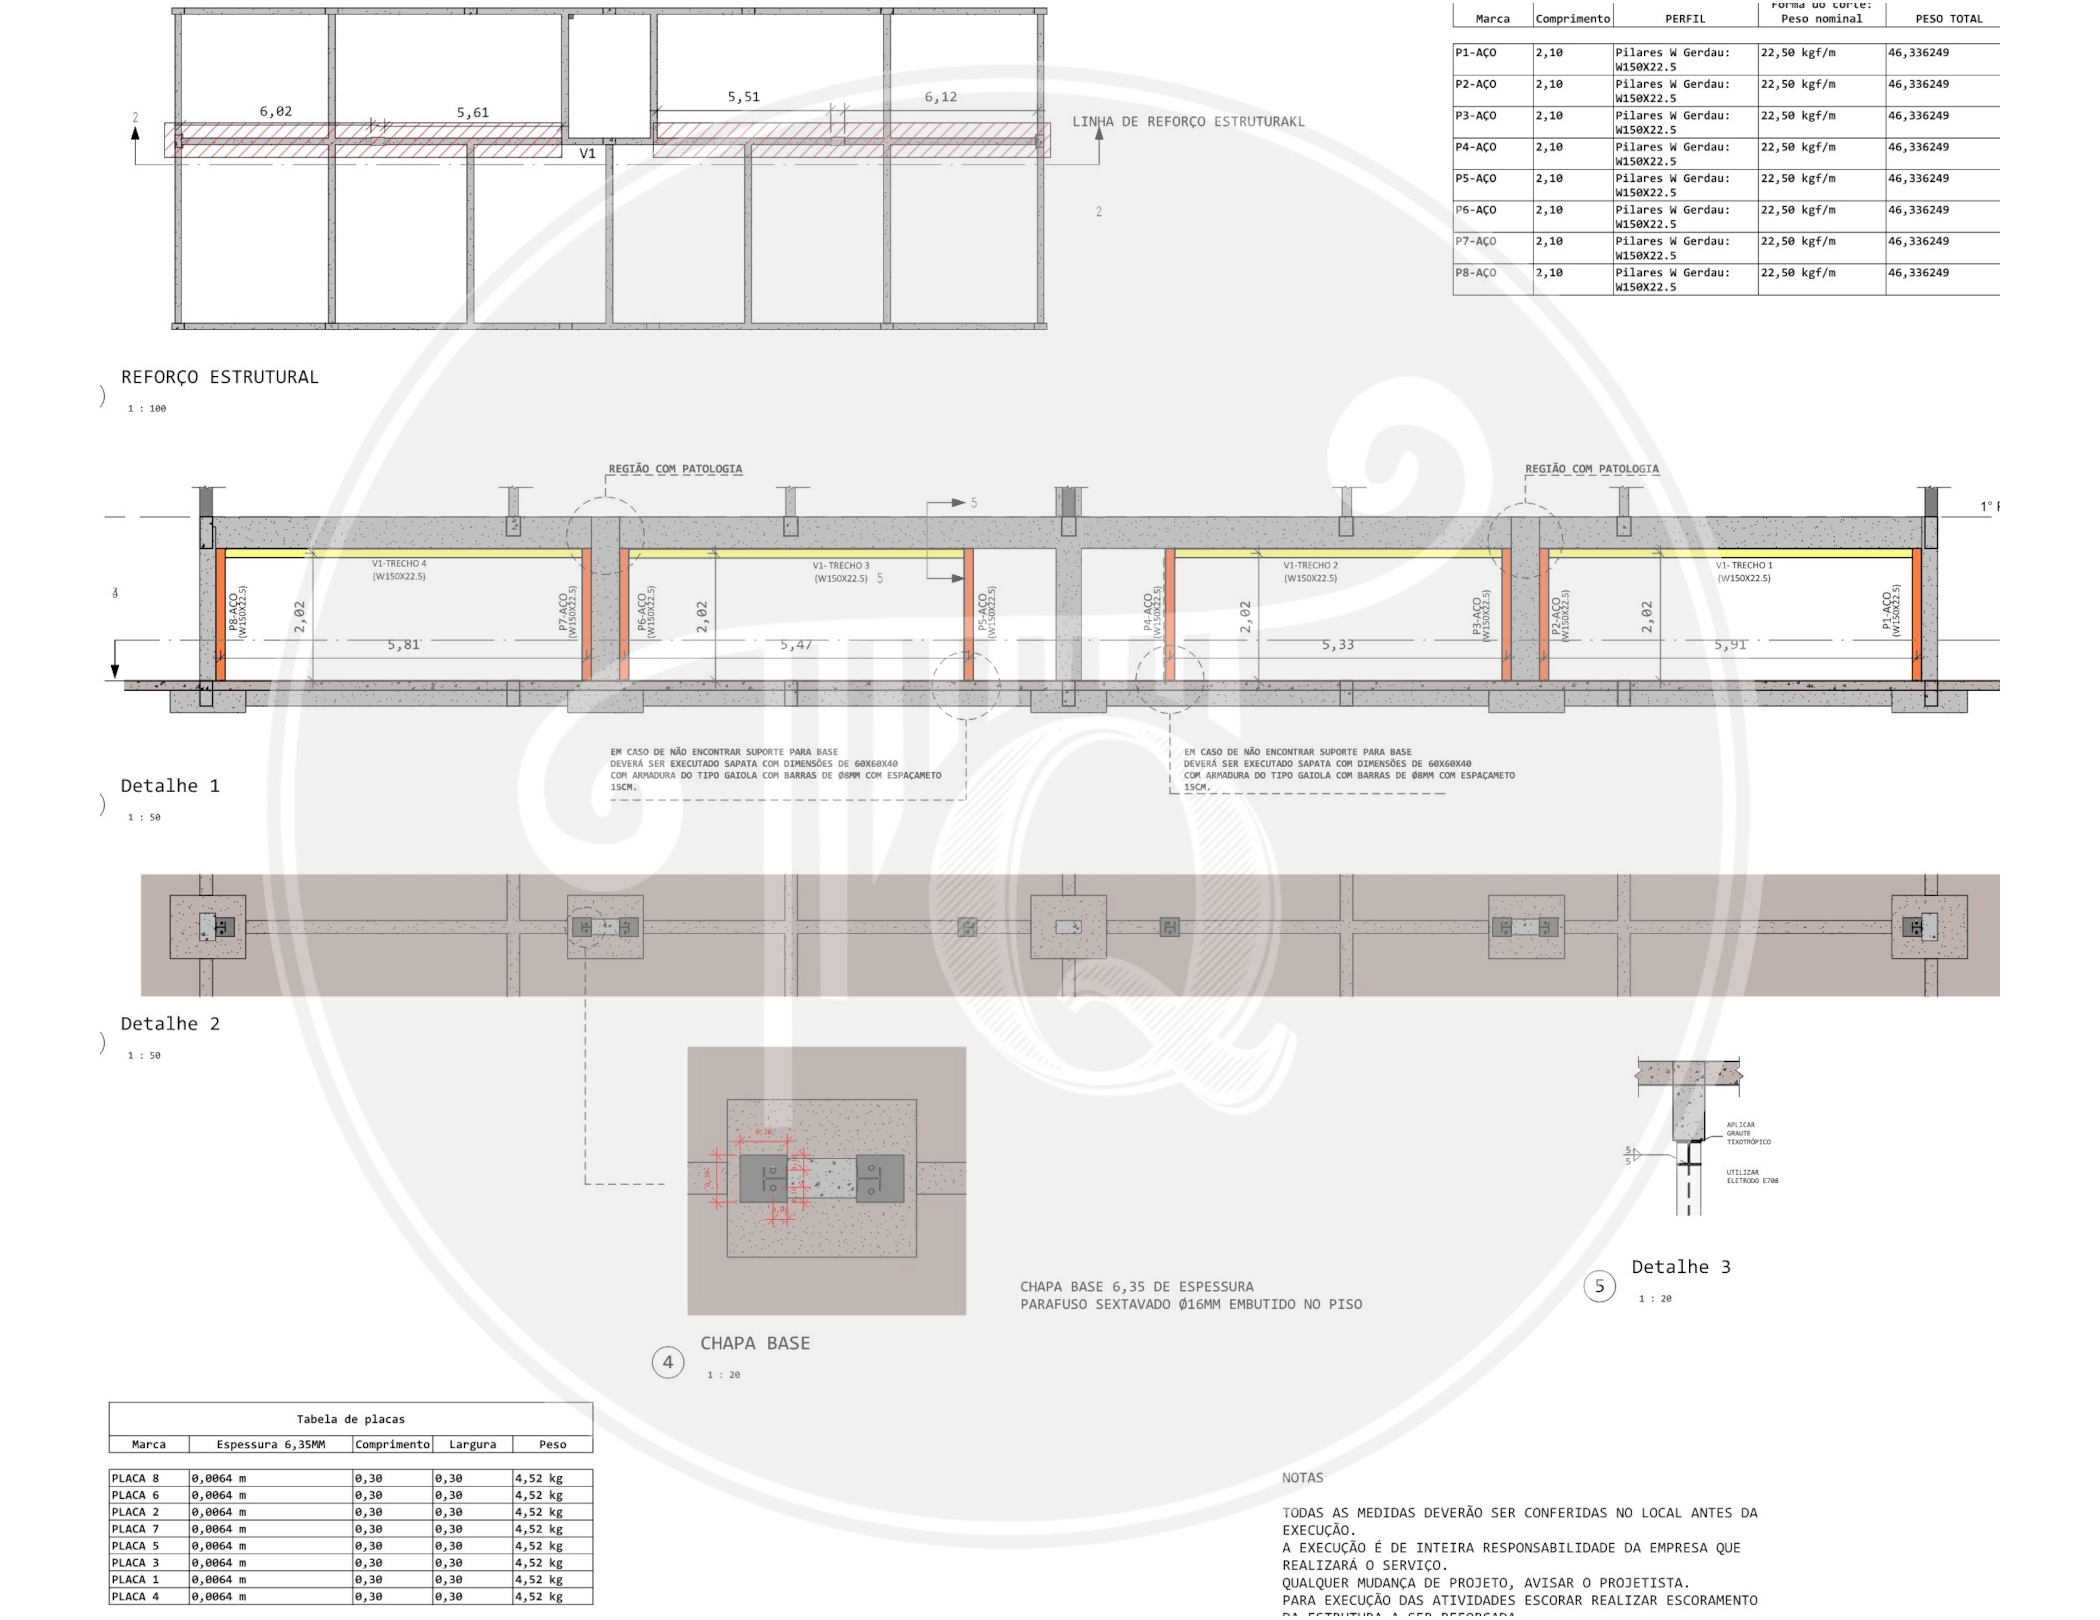 6,02
5,61
5,51
6,12
2
2
V1
LINHA DE REFORÇO ESTRUTURAKL
Forma do corte:
Marca Comprimento PERFIL Peso nominal PESO TOTAL
P1-AÇO 2,10 Pilares W Gerdau: 22,50 kgf/m 46,336249
W150X22.5
P2-AÇO 2,10 Pilares W Gerdau: 22,50 kgf/m 46,336249
W150X22.5
P3-AÇO 2,10 Pilares W Gerdau: 22,50 kgf/m 46,336249
W150X22.5
P4-AÇO 2,10 Pilares W Gerdau: 22,50 kgf/m 46,336249
W150X22.5
P5-AÇO 2,10 Pilares W Gerdau: 22,50 kgf/m 46,336249
W150X22.5
P6-AÇO 2,10 Pilares W Gerdau: 22,50 kgf/m 46,336249
W150X22.5
P7-AÇO 2,10 Pilares W Gerdau: 22,50 kgf/m 46,336249
W150X22.5
P8-AÇO 2,10 Pilares W Gerdau: 22,50 kgf/m 46,336249
W150X22.5
REFORÇO ESTRUTURAL
1 : 100
REGIÃO COM PATOLOGIA
REGIÃO COM PATOLOGIA
5
5
1°
V1-TRECHO 4
(W150X22.5)
V1-TRECHO 3
(W150X22.5)
V1-TRECHO 2
(W150X22.5)
V1- TRECHO 1
(W150X22.5)
P8-AÇO
(W150X22.5)
2,02
P7-AÇO
(W150X22.5)
P6-AÇO
(W150X22.5)
2,02
P5-AÇO
(W150X22.5)
P4-AÇO
(W150X22.5)
2,02
P3-AÇO
(W150X22.5)
P2-AÇO
(W150X22.5)
2,02
P1-AÇO
(W150X22.5)
5,81
5,47
5,33
5,91
EM CASO DE NÃO ENCONTRAR SUPORTE PARA BASE
DEVERÁ SER EXECUTADO SAPATA COM DIMENSÕES DE 60X60X40
COM ARMADURA DO TIPO GAIOLA COM BARRAS DE Ø8MM COM ESPAÇAMETO
15CM.
EM CASO DE NÃO ENCONTRAR SUPORTE PARA BASE
DEVERÁ SER EXECUTADO SAPATA COM DIMENSÕES DE 60X60X40
COM ARMADURA DO TIPO GAIOLA COM BARRAS DE Ø8MM COM ESPAÇAMETO
15CM.
Detalhe 1
1 : 50
TQ
Detalhe 2
1 : 50
0,30
0,30
APLICAR
GRAUTE
TIXOTRÓPICO
5
5
UTILIZAR
ELETRODO E708
Detalhe 3
5
1 : 20
CHAPA BASE 6,35 DE ESPESSURA
PARAFUSO SEXTAVADO Ø16MM EMBUTIDO NO PISO
CHAPA BASE
4
1 : 20
Tabela de placas
Marca Espessura 6,35MM Comprimento Largura Peso
PLACA 8 0,0064 m 0,30 0,30 4,52 kg
PLACA 6 0,0064 m 0,30 0,30 4,52 kg
PLACA 2 0,0064 m 0,30 0,30 4,52 kg
PLACA 7 0,0064 m 0,30 0,30 4,52 kg
PLACA 5 0,0064 m 0,30 0,30 4,52 kg
PLACA 3 0,0064 m 0,30 0,30 4,52 kg
PLACA 1 0,0064 m 0,30 0,30 4,52 kg
PLACA 4 0,0064 m 0,30 0,30 4,52 kg
NOTAS
TODAS AS MEDIDAS DEVERÃO SER CONFERIDAS NO LOCAL ANTES DA
EXECUÇÃO.
A EXECUÇÃO É DE INTEIRA RESPONSABILIDADE DA EMPRESA QUE
REALIZARÁ O SERVIÇO.
QUALQUER MUDANÇA DE PROJETO, AVISAR O PROJETISTA.
PARA EXECUÇÃO DAS ATIVIDADES ESCORAR REALIZAR ESCORAMENTO
DA ESTRUTURA A SER REFORÇADA